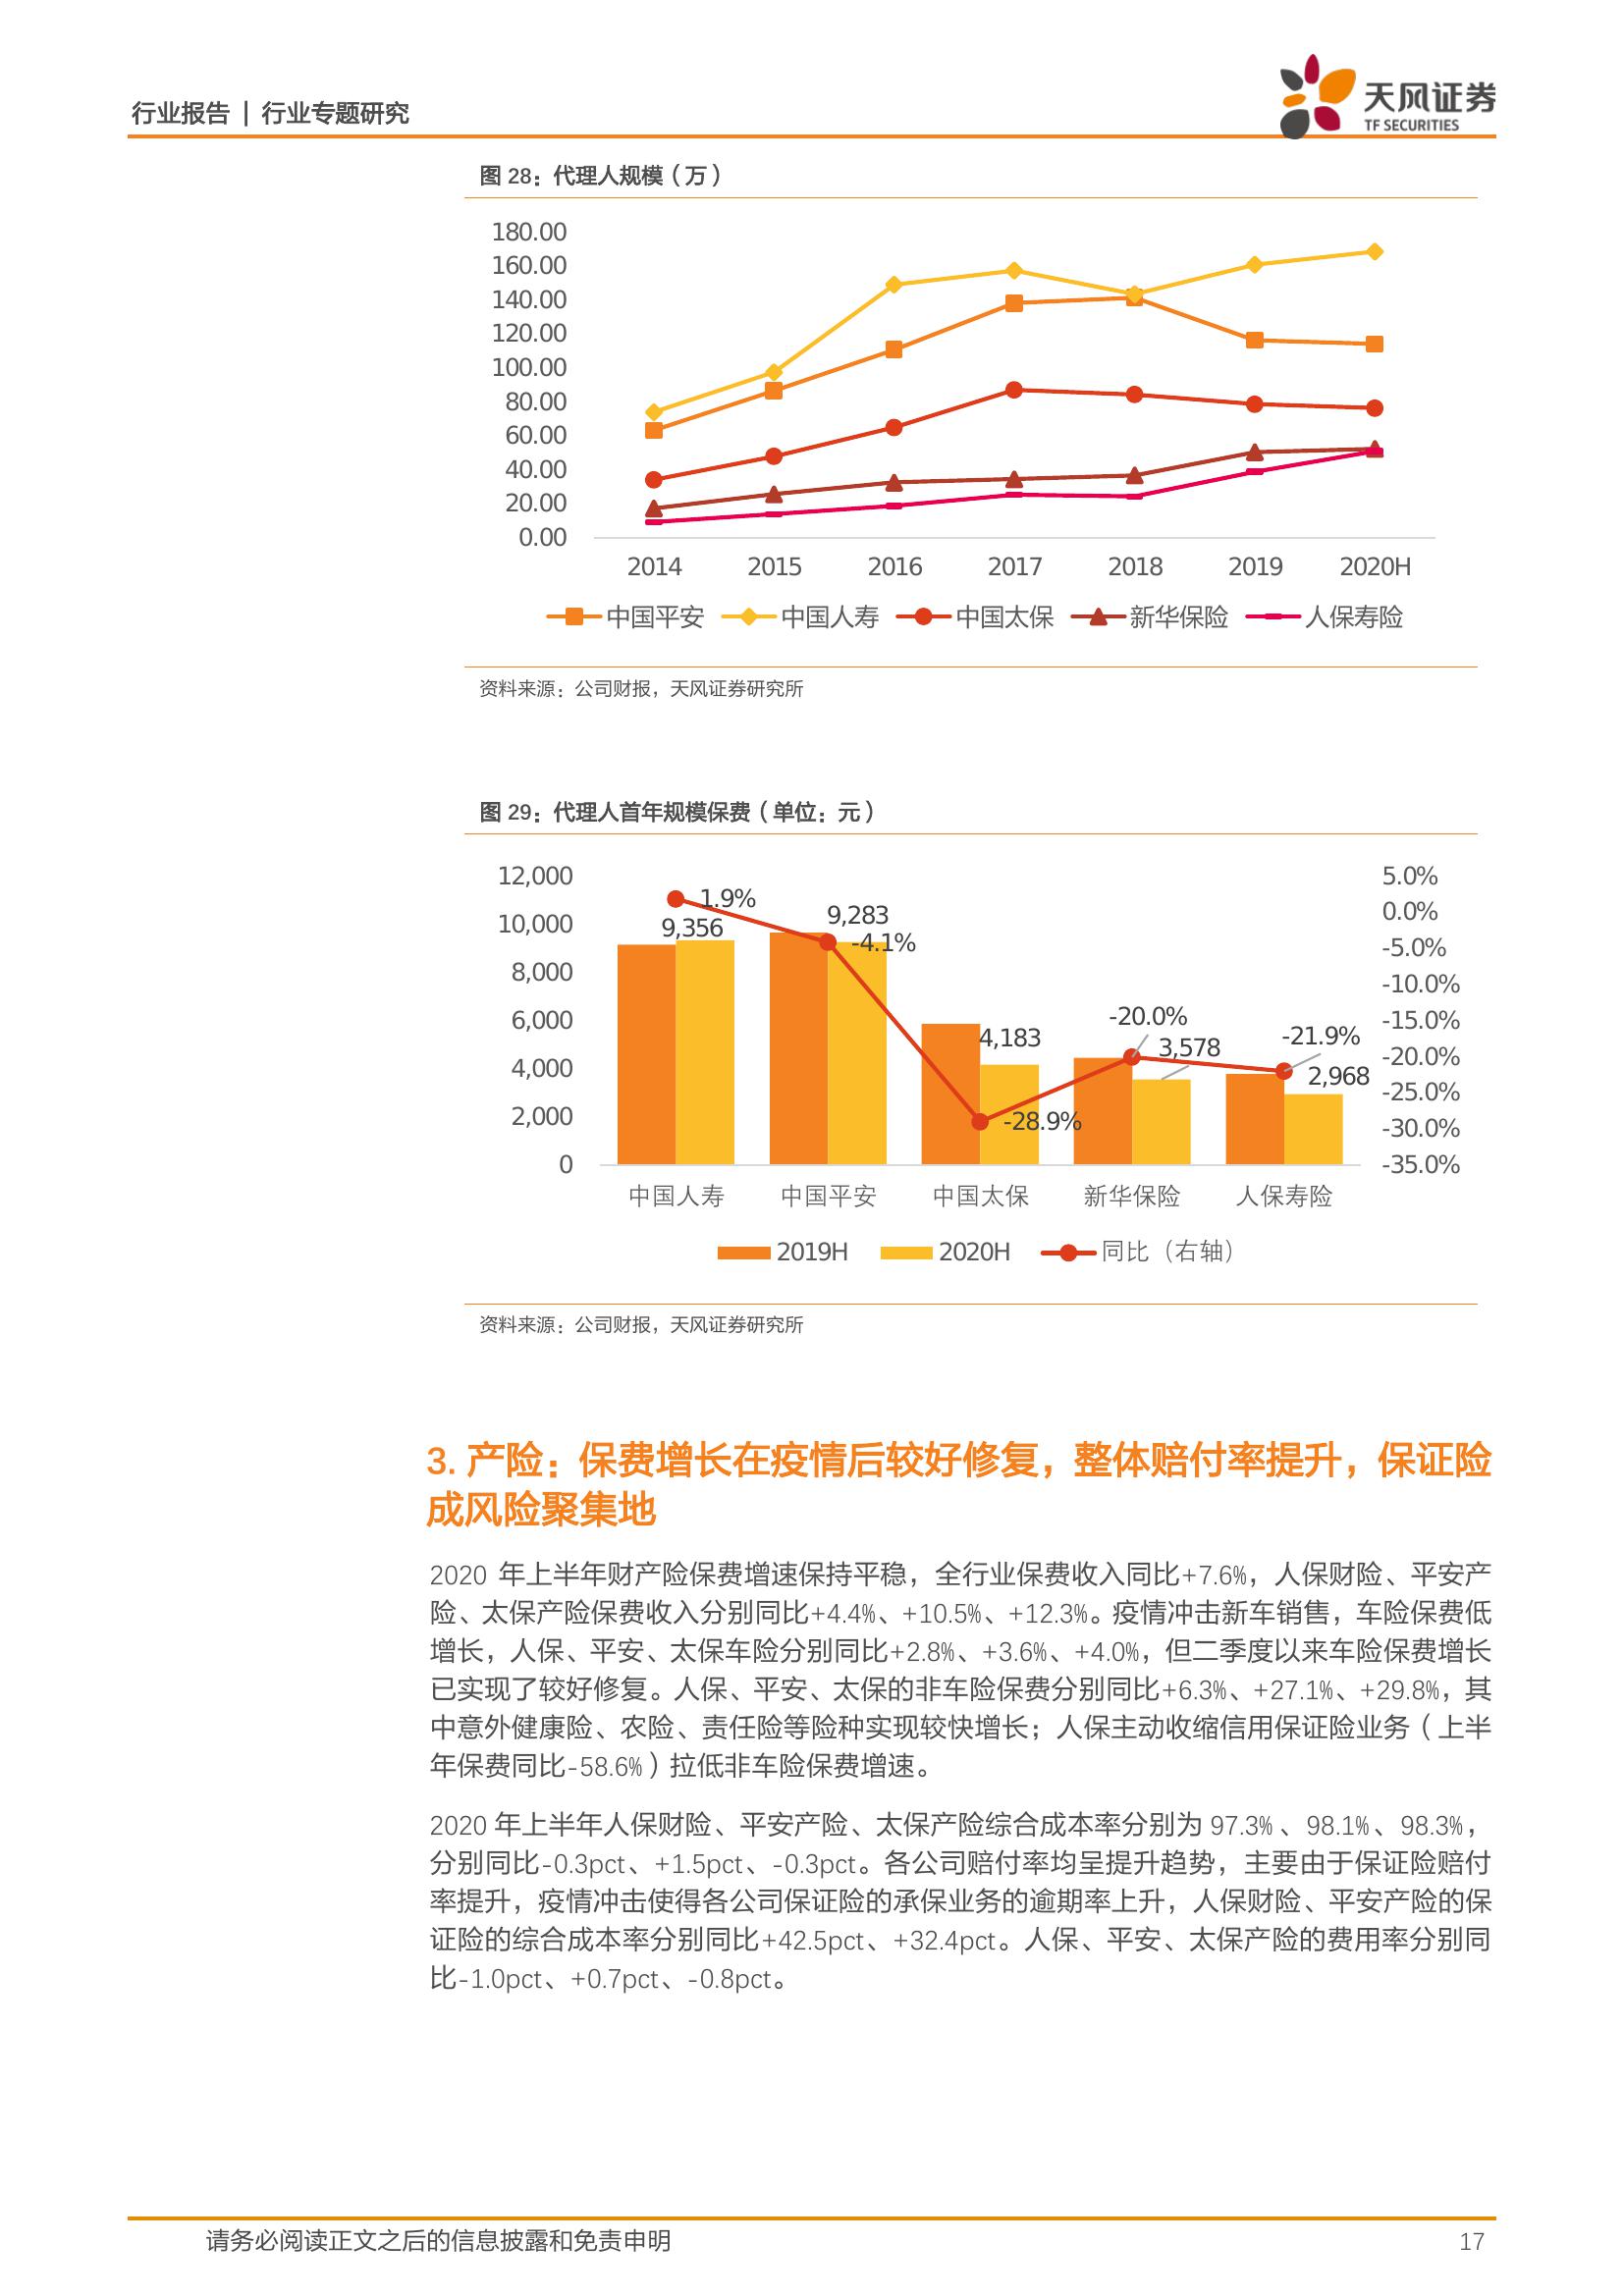 行业报告 | 行业专题研究
天风证券
TF SECURITIES
图 28：代理人规模（万）
180.00
160.00
140.00
120.00
100.00
80.00
60.00
40.00
20.00
0.00
2014 2015 2016 2017 2018 2019 2020H
中国平安 中国人寿 中国太保 新华保险 人保寿险
资料来源：公司财报，天风证券研究所
图 29：代理人首年规模保费（单位：元）
12,000
10,000
8,000
6,000
4,000
2,000
0
1.9%
9,356
9,283
-4.1%
4,183
-28.9%
-20.0%
3,578
-21.9%
2,968
5.0%
0.0%
-5.0%
-10.0%
-15.0%
-20.0%
-25.0%
-30.0%
-35.0%
中国人寿 中国平安 中国太保 新华保险 人保寿险
2019H 2020H 同比（右轴）
资料来源：公司财报，天风证券研究所
3. 产险：保费增长在疫情后较好修复，整体赔付率提升，保证险
成风险聚集地
2020 年上半年财产险保费增速保持平稳，全行业保费收入同比+7.6%，人保财险、平安产
险、太保产险保费收入分别同比+4.4%、+10.5%、+12.3%。疫情冲击新车销售，车险保费低
增长，人保、平安、太保车险分别同比+2.8%、+3.6%、+4.0%，但二季度以来车险保费增长
已实现了较好修复。人保、平安、太保的非车险保费分别同比+6.3%、+27.1%、+29.8%，其
中意外健康险、农险、责任险等险种实现较快增长；人保主动收缩信用保证险业务（上半
年保费同比-58.6%）拉低非车险保费增速。
2020 年上半年人保财险、平安产险、太保产险综合成本率分别为 97.3% 、98.1%、98.3%，
分别同比-0.3pct、+1.5pct、-0.3pct。各公司赔付率均呈提升趋势，主要由于保证险赔付
率提升，疫情冲击使得各公司保证险的承保业务的逾期率上升，人保财险、平安产险的保
证险的综合成本率分别同比+42.5pct、+32.4pct。人保、平安、太保产险的费用率分别同
比-1.0pct、+0.7pct、-0.8pct。
请务必阅读正文之后的信息披露和免责申明 17